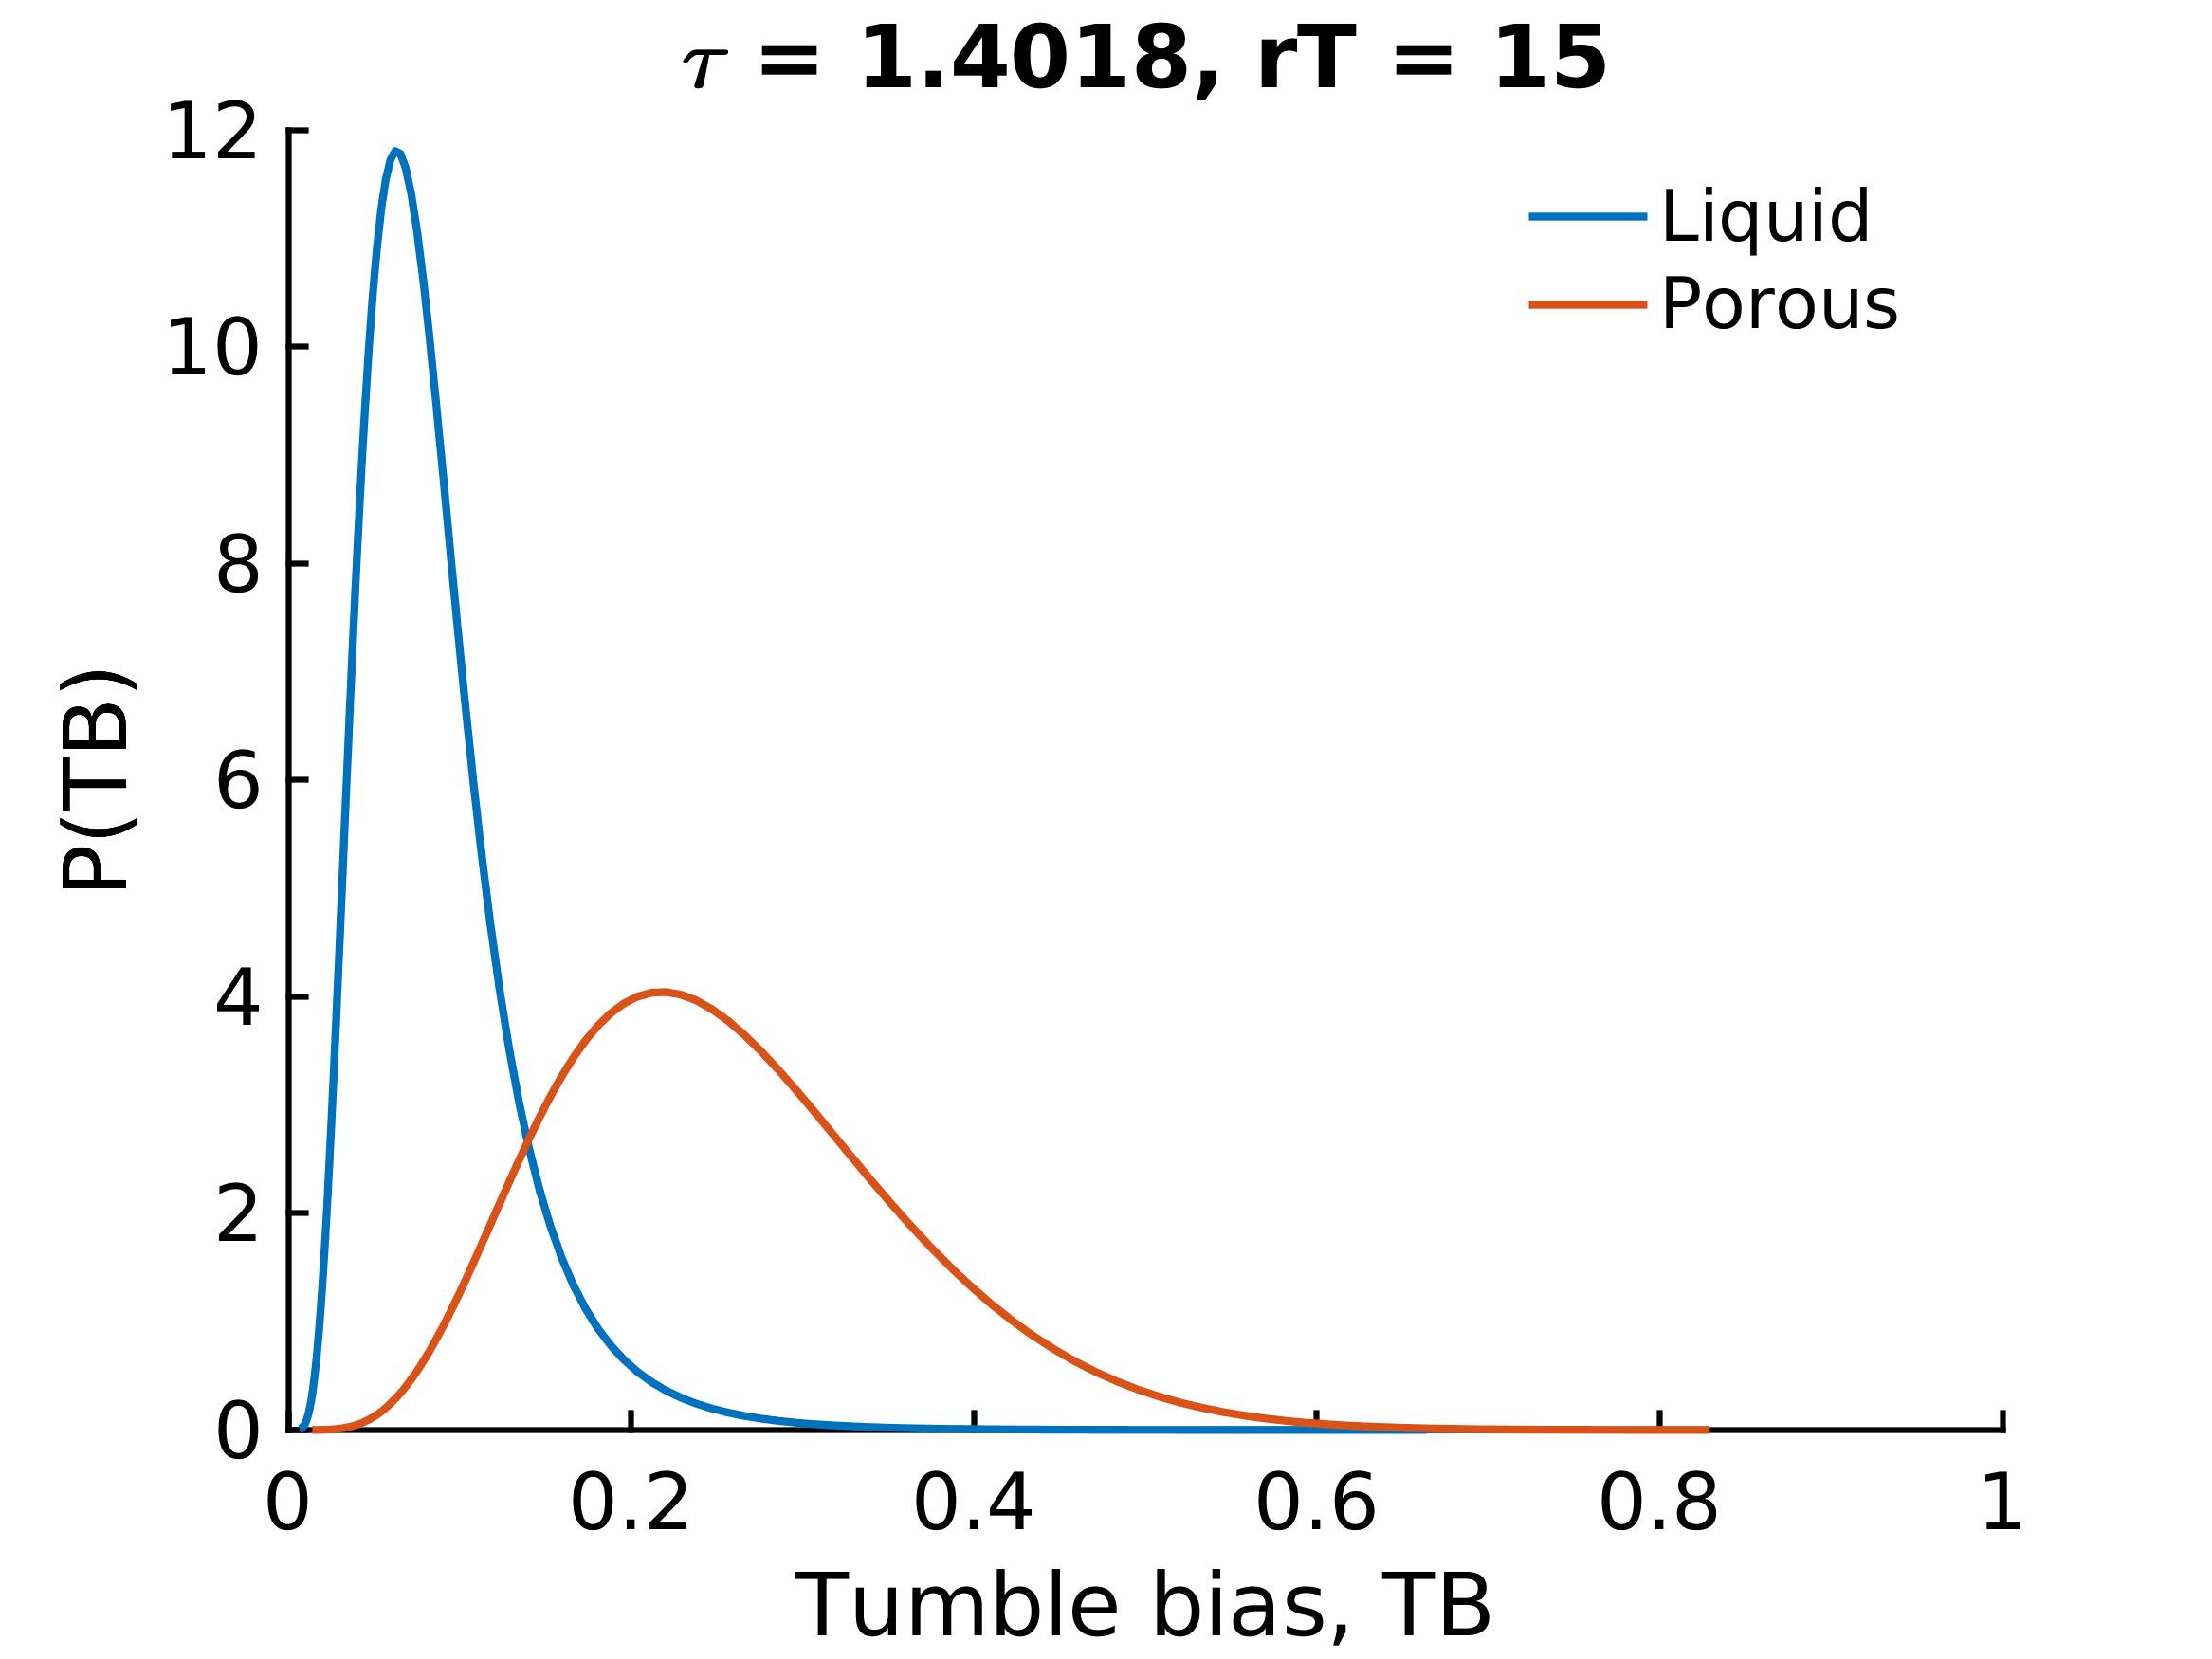 τ = 1.4018, rT = 15
Liquid
Porous
P(TB)
12
10
8
6
4
2
0
0 0.2 0.4 0.6 0.8 1
Tumble bias, TB